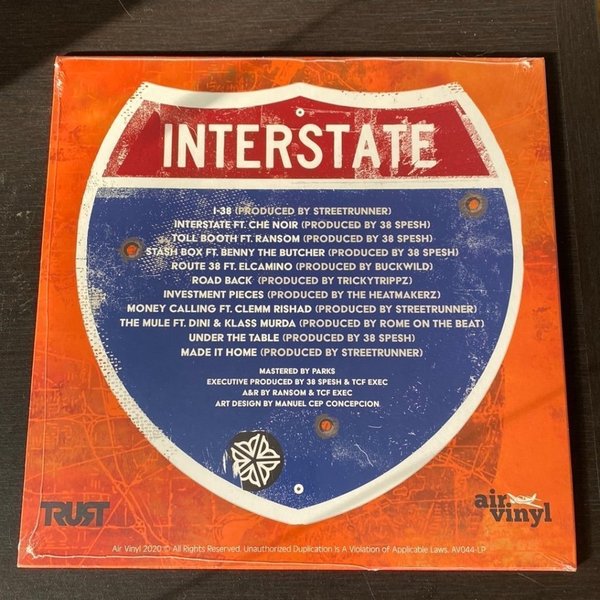 INTERSTATE
I-38 (PRODUCED BY STREETRUNNER)
INTERSTATE FT. CHÉ NOIR (PRODUCED BY 38 SPESH)
TOLL BOOTH FT. RANSOM (PRODUCED BY 38 SPESH)
STASH BOX FT. BENNY THE BUTCHER (PRODUCED BY 38 SPESH)
ROUTE 38 FT. ELCAMINO (PRODUCED BY BUCKWILD)
ROAD BACK (PRODUCED BY TRICKYTRIPPZ)
INVESTMENT PIECES (PRODUCED BY THE HEATMAKERZ)
MONEY CALLING FT. CLEMM RISHAD (PRODUCED BY STREETRUNNER)
THE MULE FT. DINI & KLASS MURDA (PRODUCED BY ROME ON THE BEAT)
UNDER THE TABLE (PRODUCED BY 38 SPESH)
MADE IT HOME (PRODUCED BY STREETRUNNER)
MASTERED BY PARKS
EXECUTIVE PRODUCED BY 38 SPESH & TCF EXEC
A&R BY RANSOM & TCF EXEC
ART DESIGN BY MANUEL CEP CONCEPCION
TRUST
air vinyl
Air Vinyl 2020 © All Rights Reserved. Unauthorized Duplication Is A Violation of Applicable Laws. AV044-LP